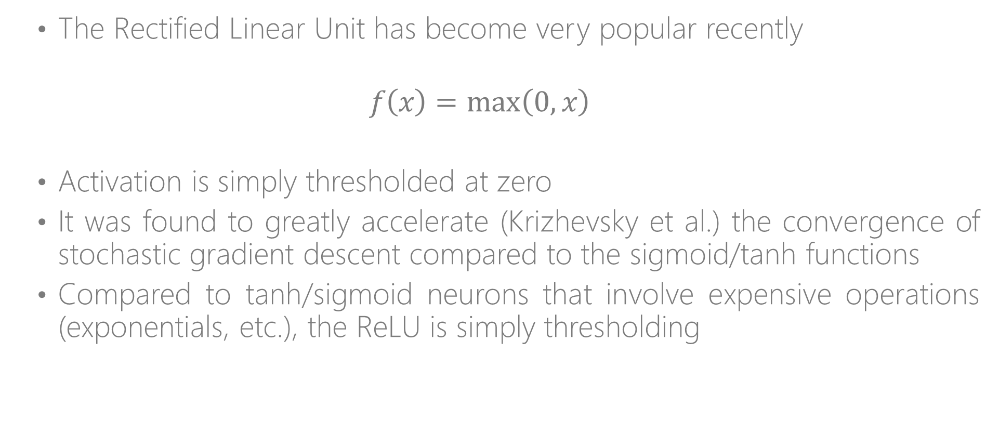 • The Rectified Linear Unit has become very popular recently
f(x) = max(0, x)
• Activation is simply thresholded at zero
• It was found to greatly accelerate (Krizhevsky et al.) the convergence of
stochastic gradient descent compared to the sigmoid/tanh functions
• Compared to tanh/sigmoid neurons that involve expensive operations
(exponentials, etc.), the ReLU is simply thresholding